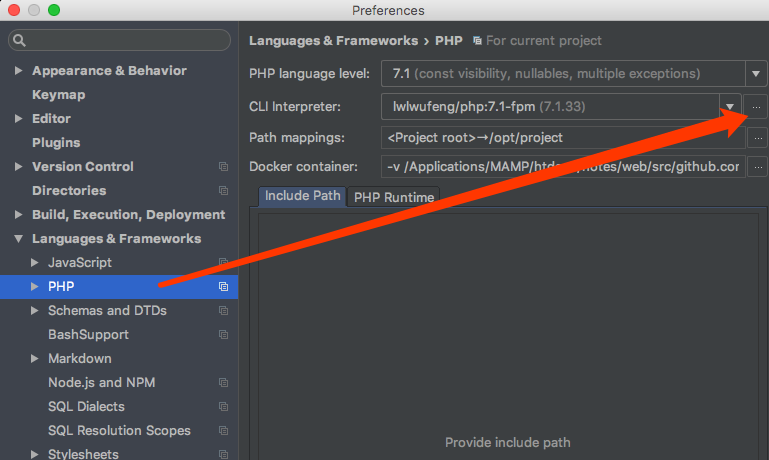 Preferences
Languages & Frameworks › PHP For current project
Appearance & Behavior
Keymap
Editor
Plugins
Version Control
Directories
Build, Execution, Deployment
Languages & Frameworks
JavaScript
PHP
Schemas and DTDs
BashSupport
Markdown
Node.js and NPM
SQL Dialects
SQL Resolution Scopes
Stylesheets
PHP language level: 7.1 (const visibility, nullables, multiple exceptions)
CLI Interpreter: lwlwufeng/php:7.1-fpm (7.1.33) ...
Path mappings: <Project root>→/opt/project ...
Docker container: -v /Applications/MAMP/ notes/web/src/github.cor ...
Include Path PHP Runtime
Provide include path